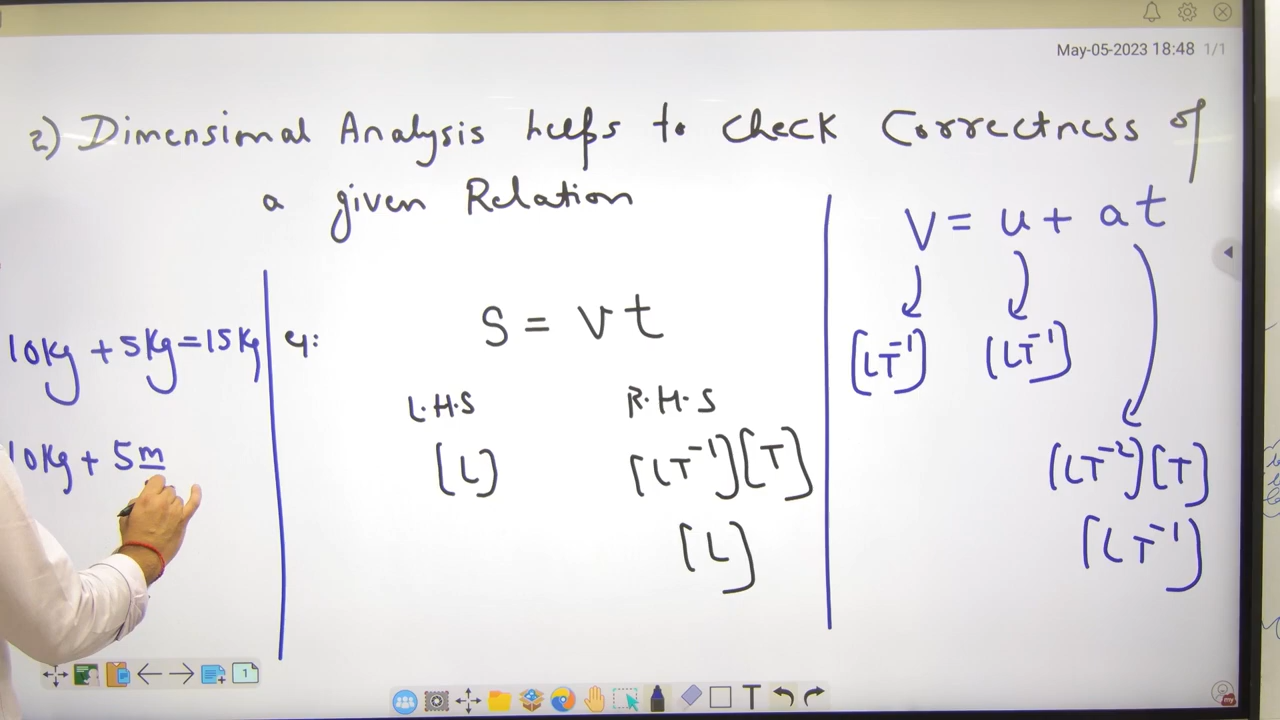 May-05-2023 18:48 1/1
2) Dimensional Analysis helps to check Correctness of
a given Relation
10Kg + 5Kg = 15Kg
10Kg + 5m
eg:
S = vt
L.H.S R.H.S
[L] [LT⁻¹][T]
[L]
V = u + at
[LT⁻¹] [LT⁻¹]
[LT⁻²][T]
[LT⁻¹]
1
T